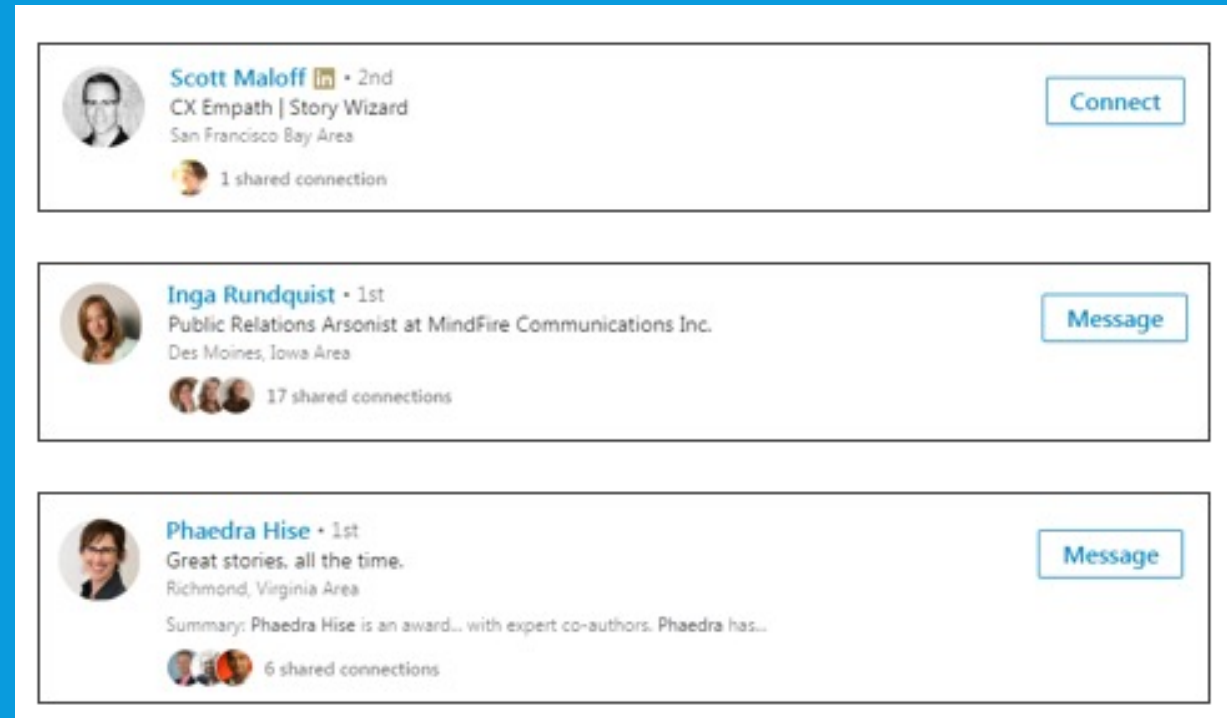 Scott Maloff in • 2nd
CX Empath | Story Wizard
San Francisco Bay Area
1 shared connection
Connect
Inga Rundquist • 1st
Public Relations Arsonist at MindFire Communications Inc.
Des Moines, Iowa Area
17 shared connections
Message
Phaedra Hise • 1st
Great stories. all the time.
Richmond, Virginia Area
Summary: Phaedra Hise is an award... with expert co-authors. Phaedra has...
6 shared connections
Message